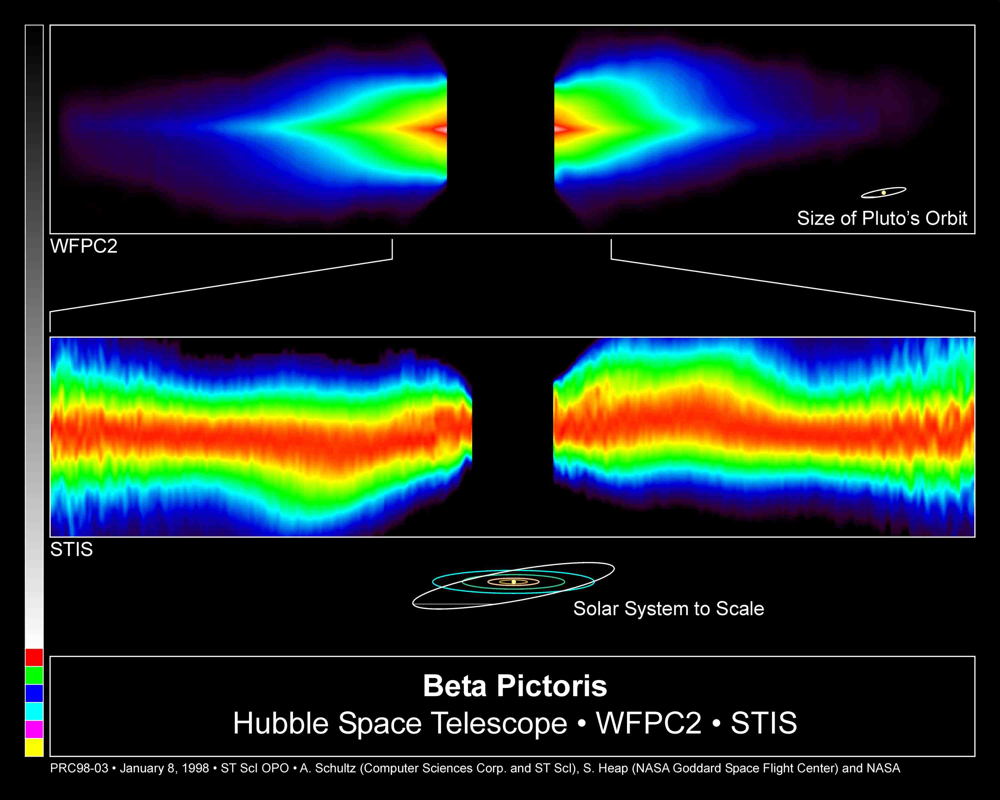 Size of Pluto’s Orbit
WFPC2
STIS
Solar System to Scale
Beta Pictoris
Hubble Space Telescope • WFPC2 • STIS
PRC98-03 • January 8, 1998 • ST ScI OPO • A. Schultz (Computer Sciences Corp. and ST ScI), S. Heap (NASA Goddard Space Flight Center) and NASA